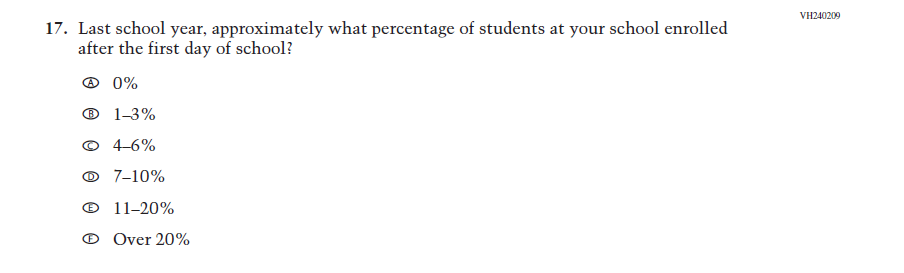 VH240209
17. Last school year, approximately what percentage of students at your school enrolled
after the first day of school?
A 0%
B 1–3%
C 4–6%
D 7–10%
E 11–20%
F Over 20%